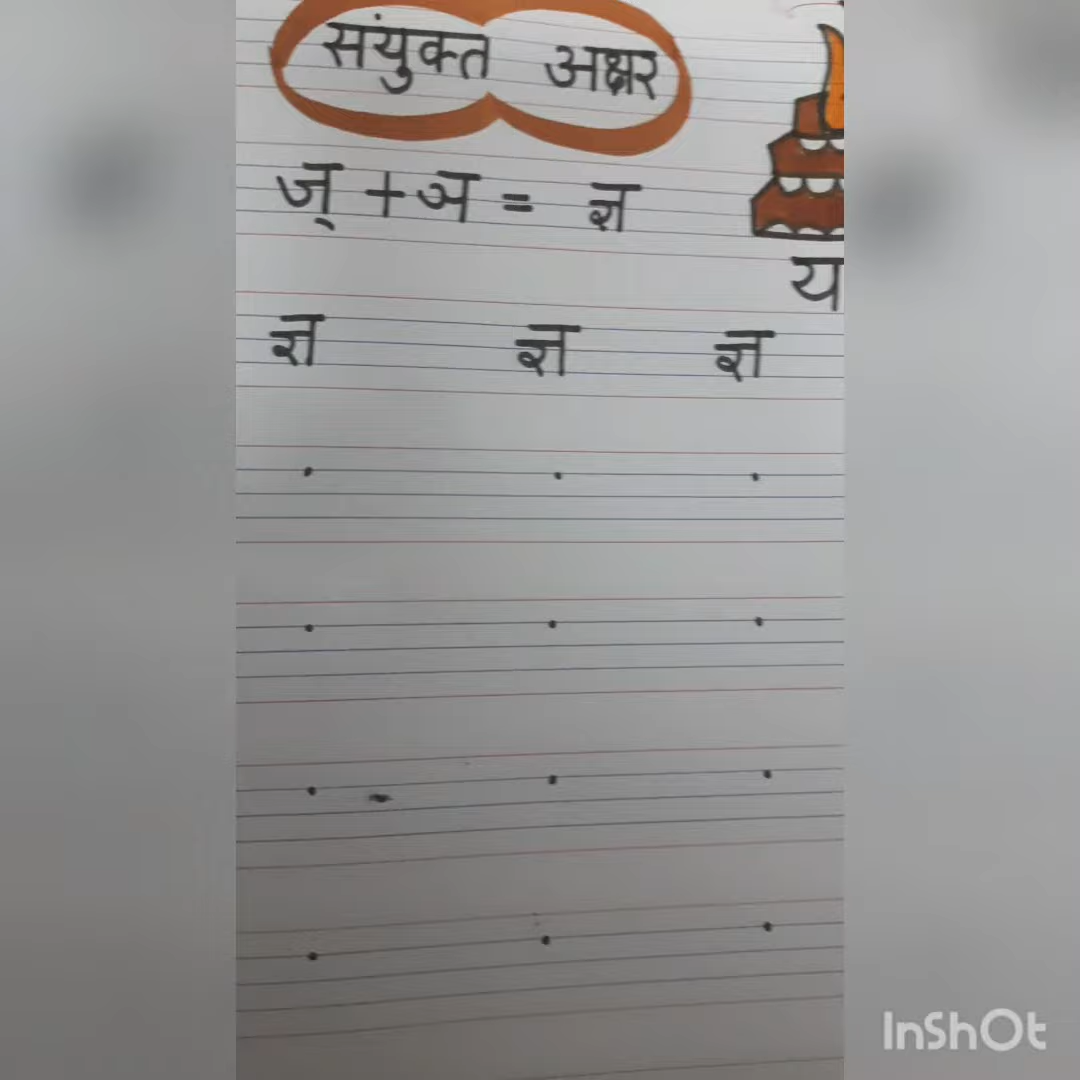 संयुक्त अक्षर
ज् + ञ = ज्ञ
य
ज्ञ ज्ञ ज्ञ
InShOt